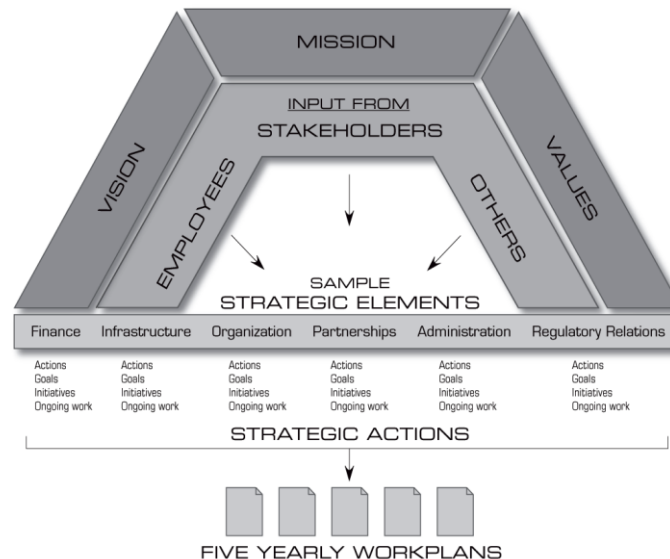 MISSION
VISION
VALUES
INPUT FROM
STAKEHOLDERS
EMPLOYEES
OTHERS
SAMPLE
STRATEGIC ELEMENTS
Finance Infrastructure Organization Partnerships Administration Regulatory Relations
Actions Actions Actions Actions Actions Actions
Goals Goals Goals Goals Goals Goals
Initiatives Initiatives Initiatives Initiatives Initiatives Initiatives
Ongoing work Ongoing work Ongoing work Ongoing work Ongoing work Ongoing work
STRATEGIC ACTIONS
FIVE YEARLY WORKPLANS